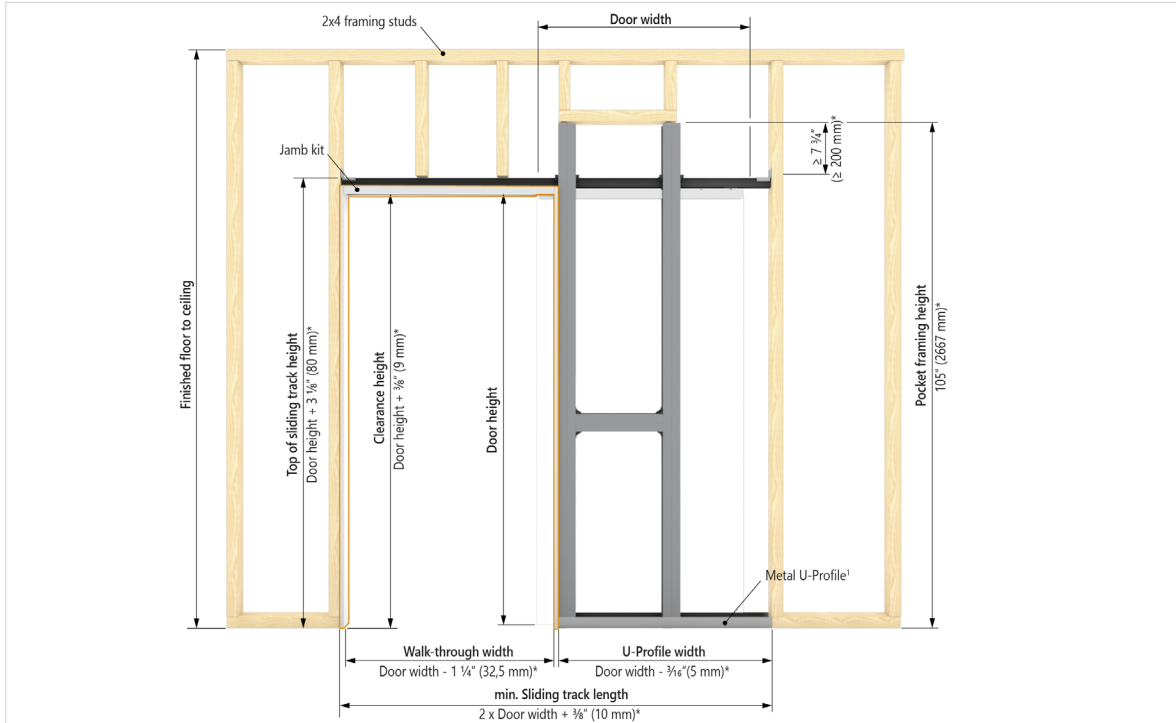 2x4 framing studs
Door width
Jamb kit
≥ 7 ¾“
(≥ 200 mm)*
Finished floor to ceiling
Top of sliding track height
Door height + 3 ⅛“ (80 mm)*
Clearance height
Door height + ⅜“ (9 mm)*
Door height
Pocket framing height
105“ (2667 mm)*
Metal U-Profile¹
Walk-through width
Door width - 1 ¼“ (32,5 mm)*
U-Profile width
Door width - ³⁄₁₆“(5 mm)*
min. Sliding track length
2 x Door width + ⅜“ (10 mm)*